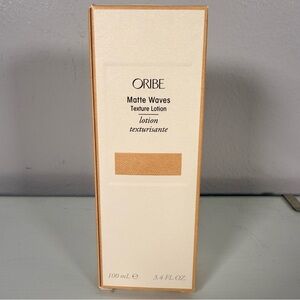 ORIBE
Matte Waves
Texture Lotion
lotion
texturisante
100 mL ℮ 3.4 FL.OZ.